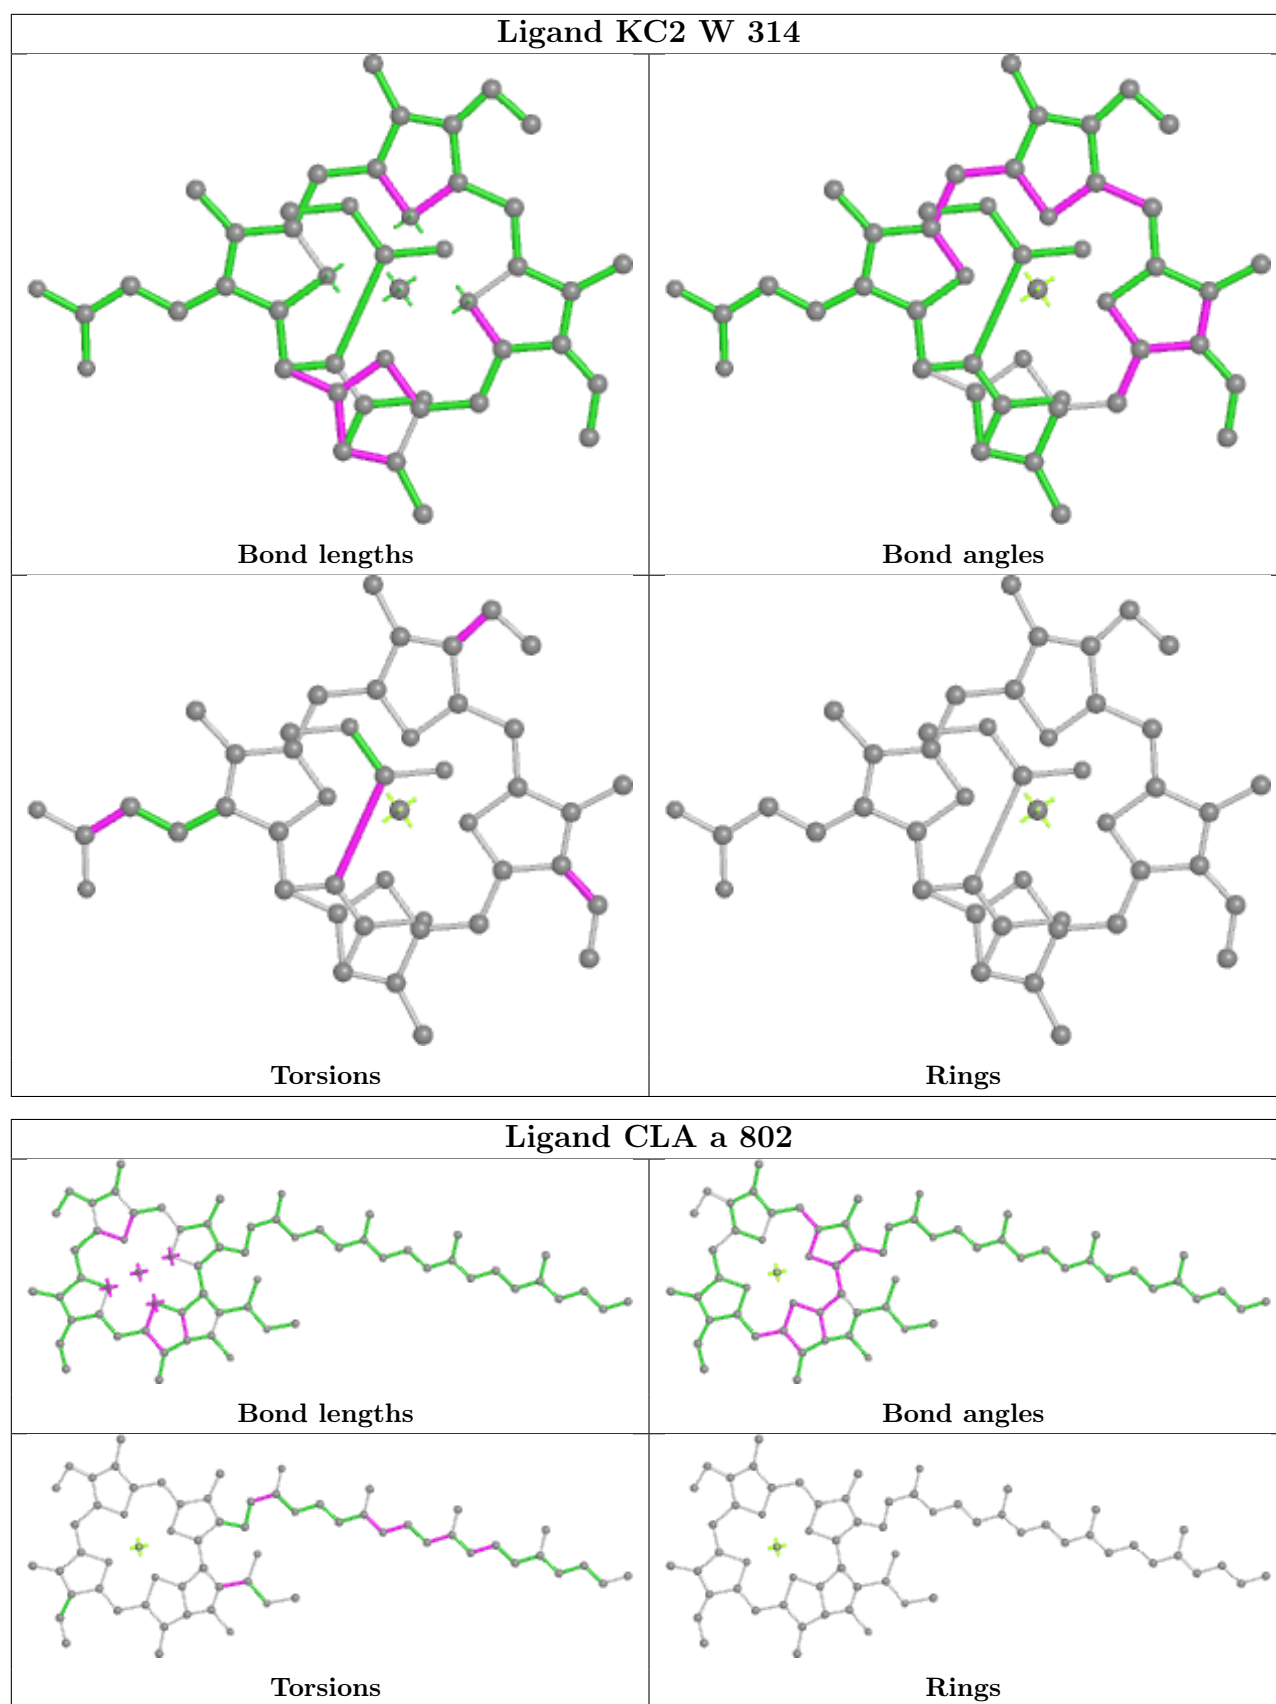 Ligand KC2 W 314
Bond lengths
Bond angles
Torsions
Rings
Ligand CLA a 802
Bond lengths
Bond angles
Torsions
Rings